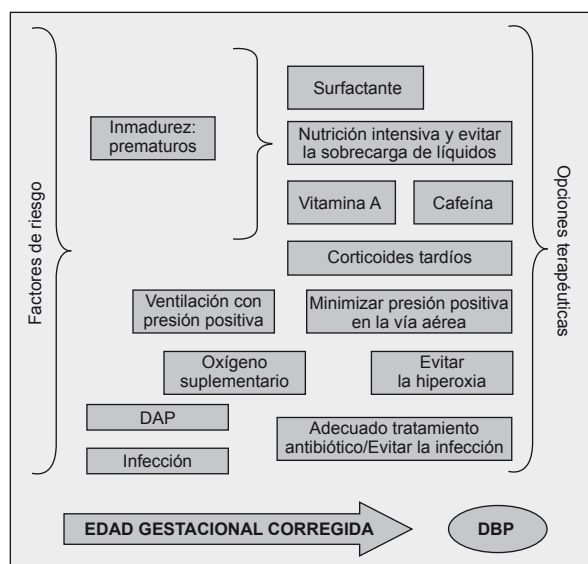 Factores de riesgo
Inmadurez:
prematuros
Surfactante
Nutrición intensiva y evitar
la sobrecarga de líquidos
Vitamina A
Cafeína
Corticoides tardíos
Ventilación con
presión positiva
Minimizar presión positiva
en la vía aérea
Oxígeno
suplementario
Evitar
la hiperoxia
DAP
Infección
Adecuado tratamiento
antibiótico/Evitar la infección
Opciones terapéuticas
EDAD GESTACIONAL CORREGIDA
DBP